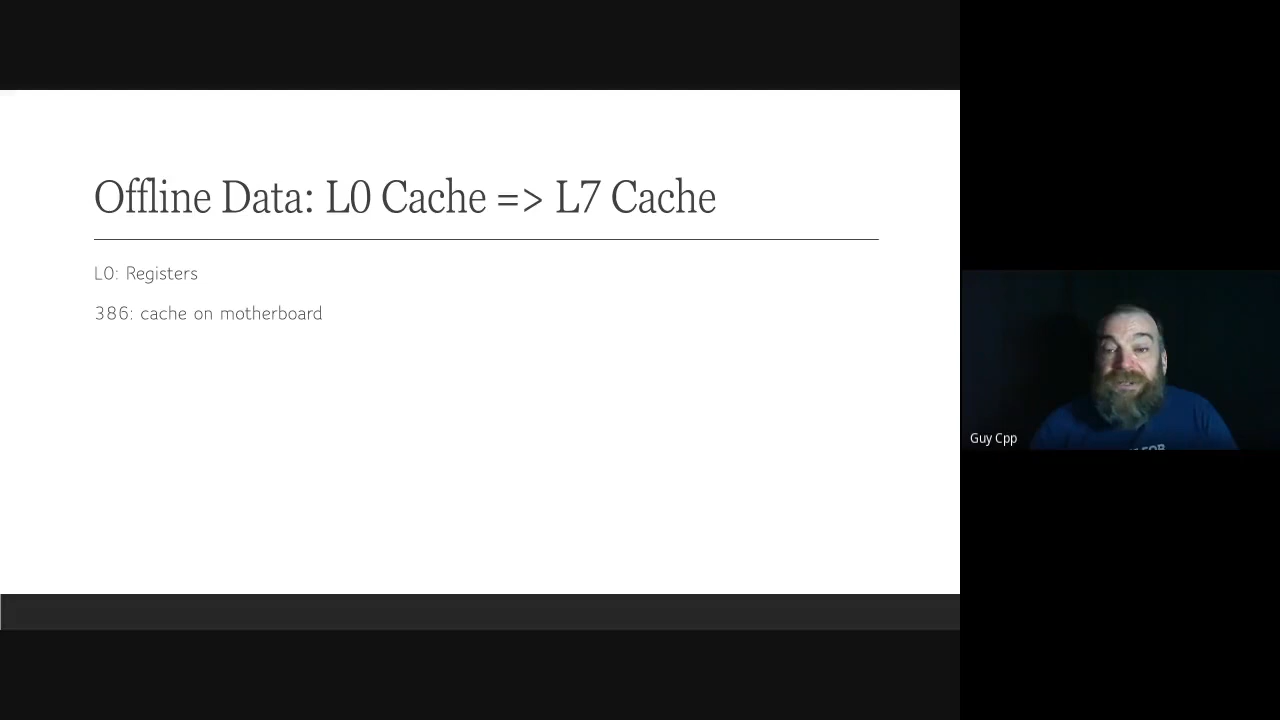 Offline Data: L0 Cache => L7 Cache
L0: Registers
386: cache on motherboard
Guy Cpp